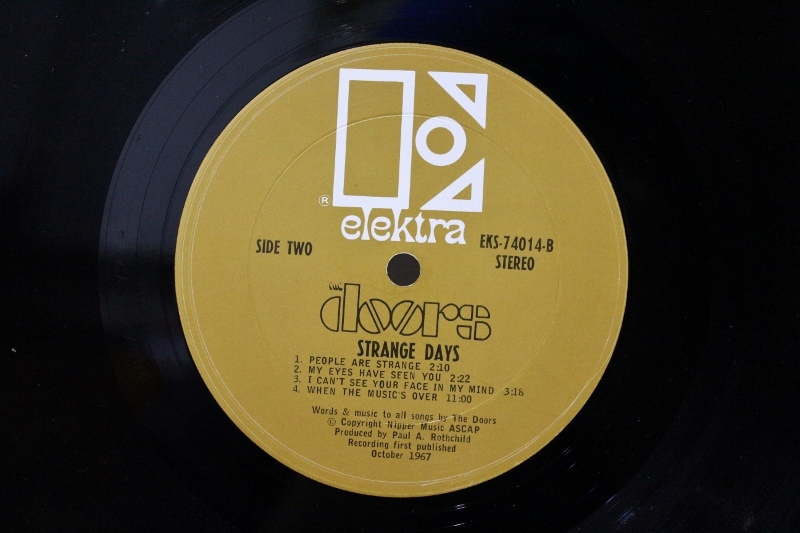 ®
elektra
SIDE TWO
EKS-74014-B
STEREO
THE
doors
STRANGE DAYS
1. PEOPLE ARE STRANGE 2:10
2. MY EYES HAVE SEEN YOU 2:22
3. I CAN'T SEE YOUR FACE IN MY MIND 3:18
4. WHEN THE MUSIC'S OVER 11:00
Words & music to all songs by The Doors
© Copyright Nipper Music ASCAP
Produced by Paul A. Rothchild
Recording first published
October 1967